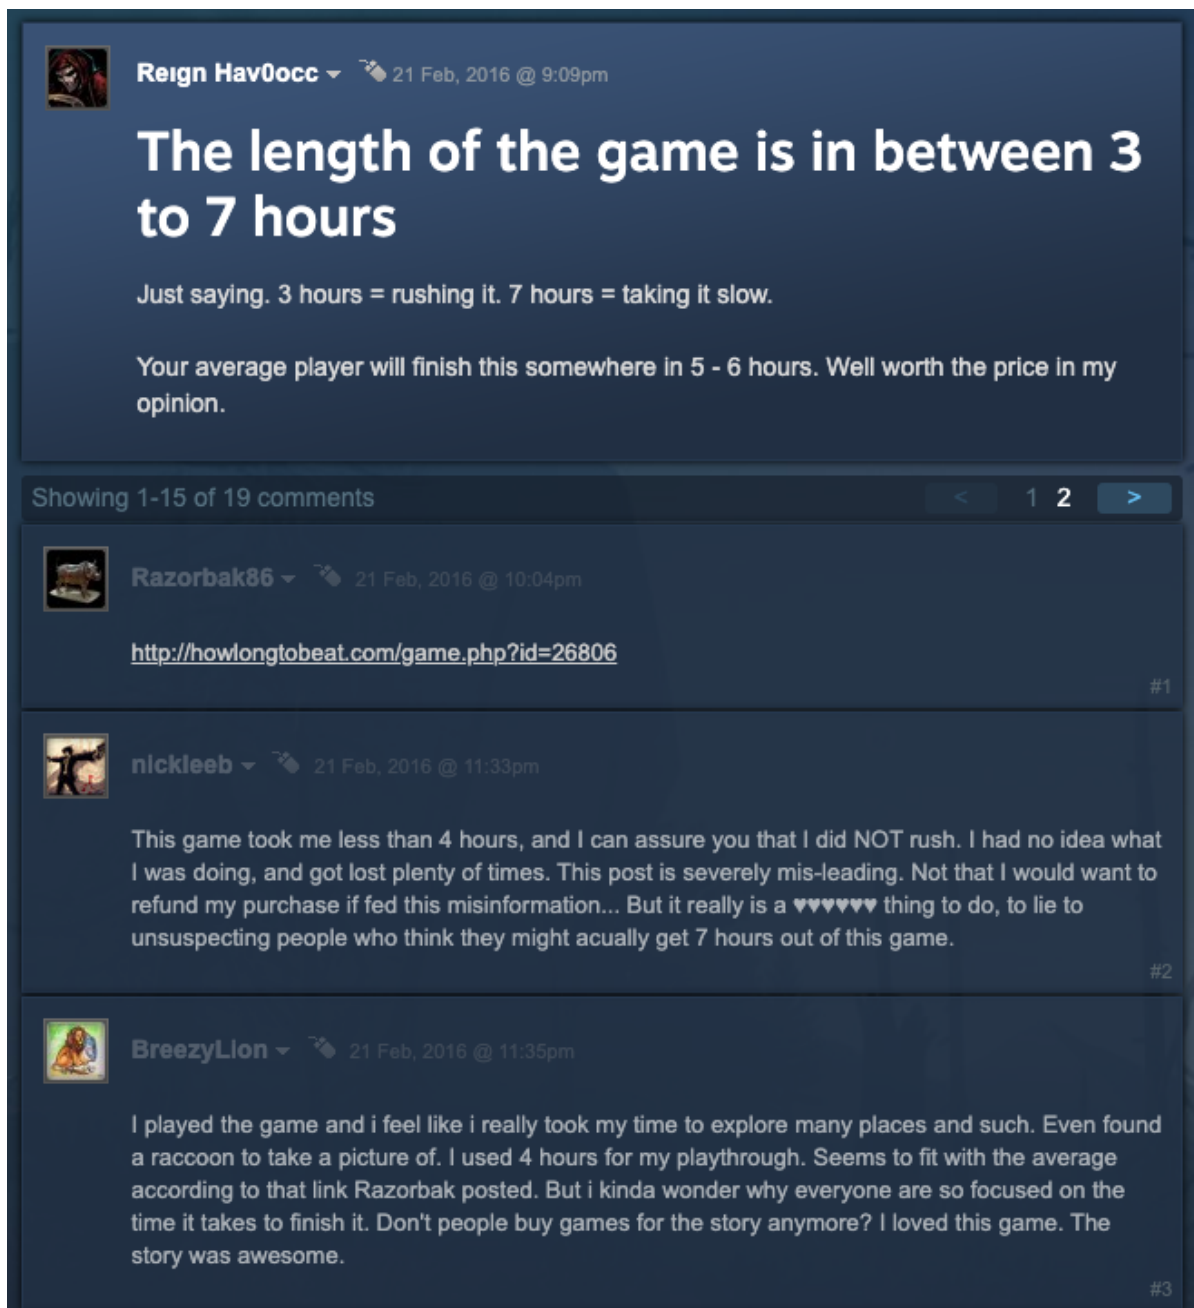 Reıgn Hav0occ 21 Feb, 2016 @ 9:09pm
The length of the game is in between 3
to 7 hours
Just saying. 3 hours = rushing it. 7 hours = taking it slow.
Your average player will finish this somewhere in 5 - 6 hours. Well worth the price in my
opinion.
Showing 1-15 of 19 comments < 1 2 >
Razorbak86 21 Feb, 2016 @ 10:04pm
http://howlongtobeat.com/game.php?id=26806
#1
nickleeb 21 Feb, 2016 @ 11:33pm
This game took me less than 4 hours, and I can assure you that I did NOT rush. I had no idea what
I was doing, and got lost plenty of times. This post is severely mis-leading. Not that I would want to
refund my purchase if fed this misinformation... But it really is a ♥♥♥♥♥♥ thing to do, to lie to
unsuspecting people who think they might acually get 7 hours out of this game.
#2
BreezyLion 21 Feb, 2016 @ 11:35pm
I played the game and i feel like i really took my time to explore many places and such. Even found
a raccoon to take a picture of. I used 4 hours for my playthrough. Seems to fit with the average
according to that link Razorbak posted. But i kinda wonder why everyone are so focused on the
time it takes to finish it. Don't people buy games for the story anymore? I loved this game. The
story was awesome.
#3